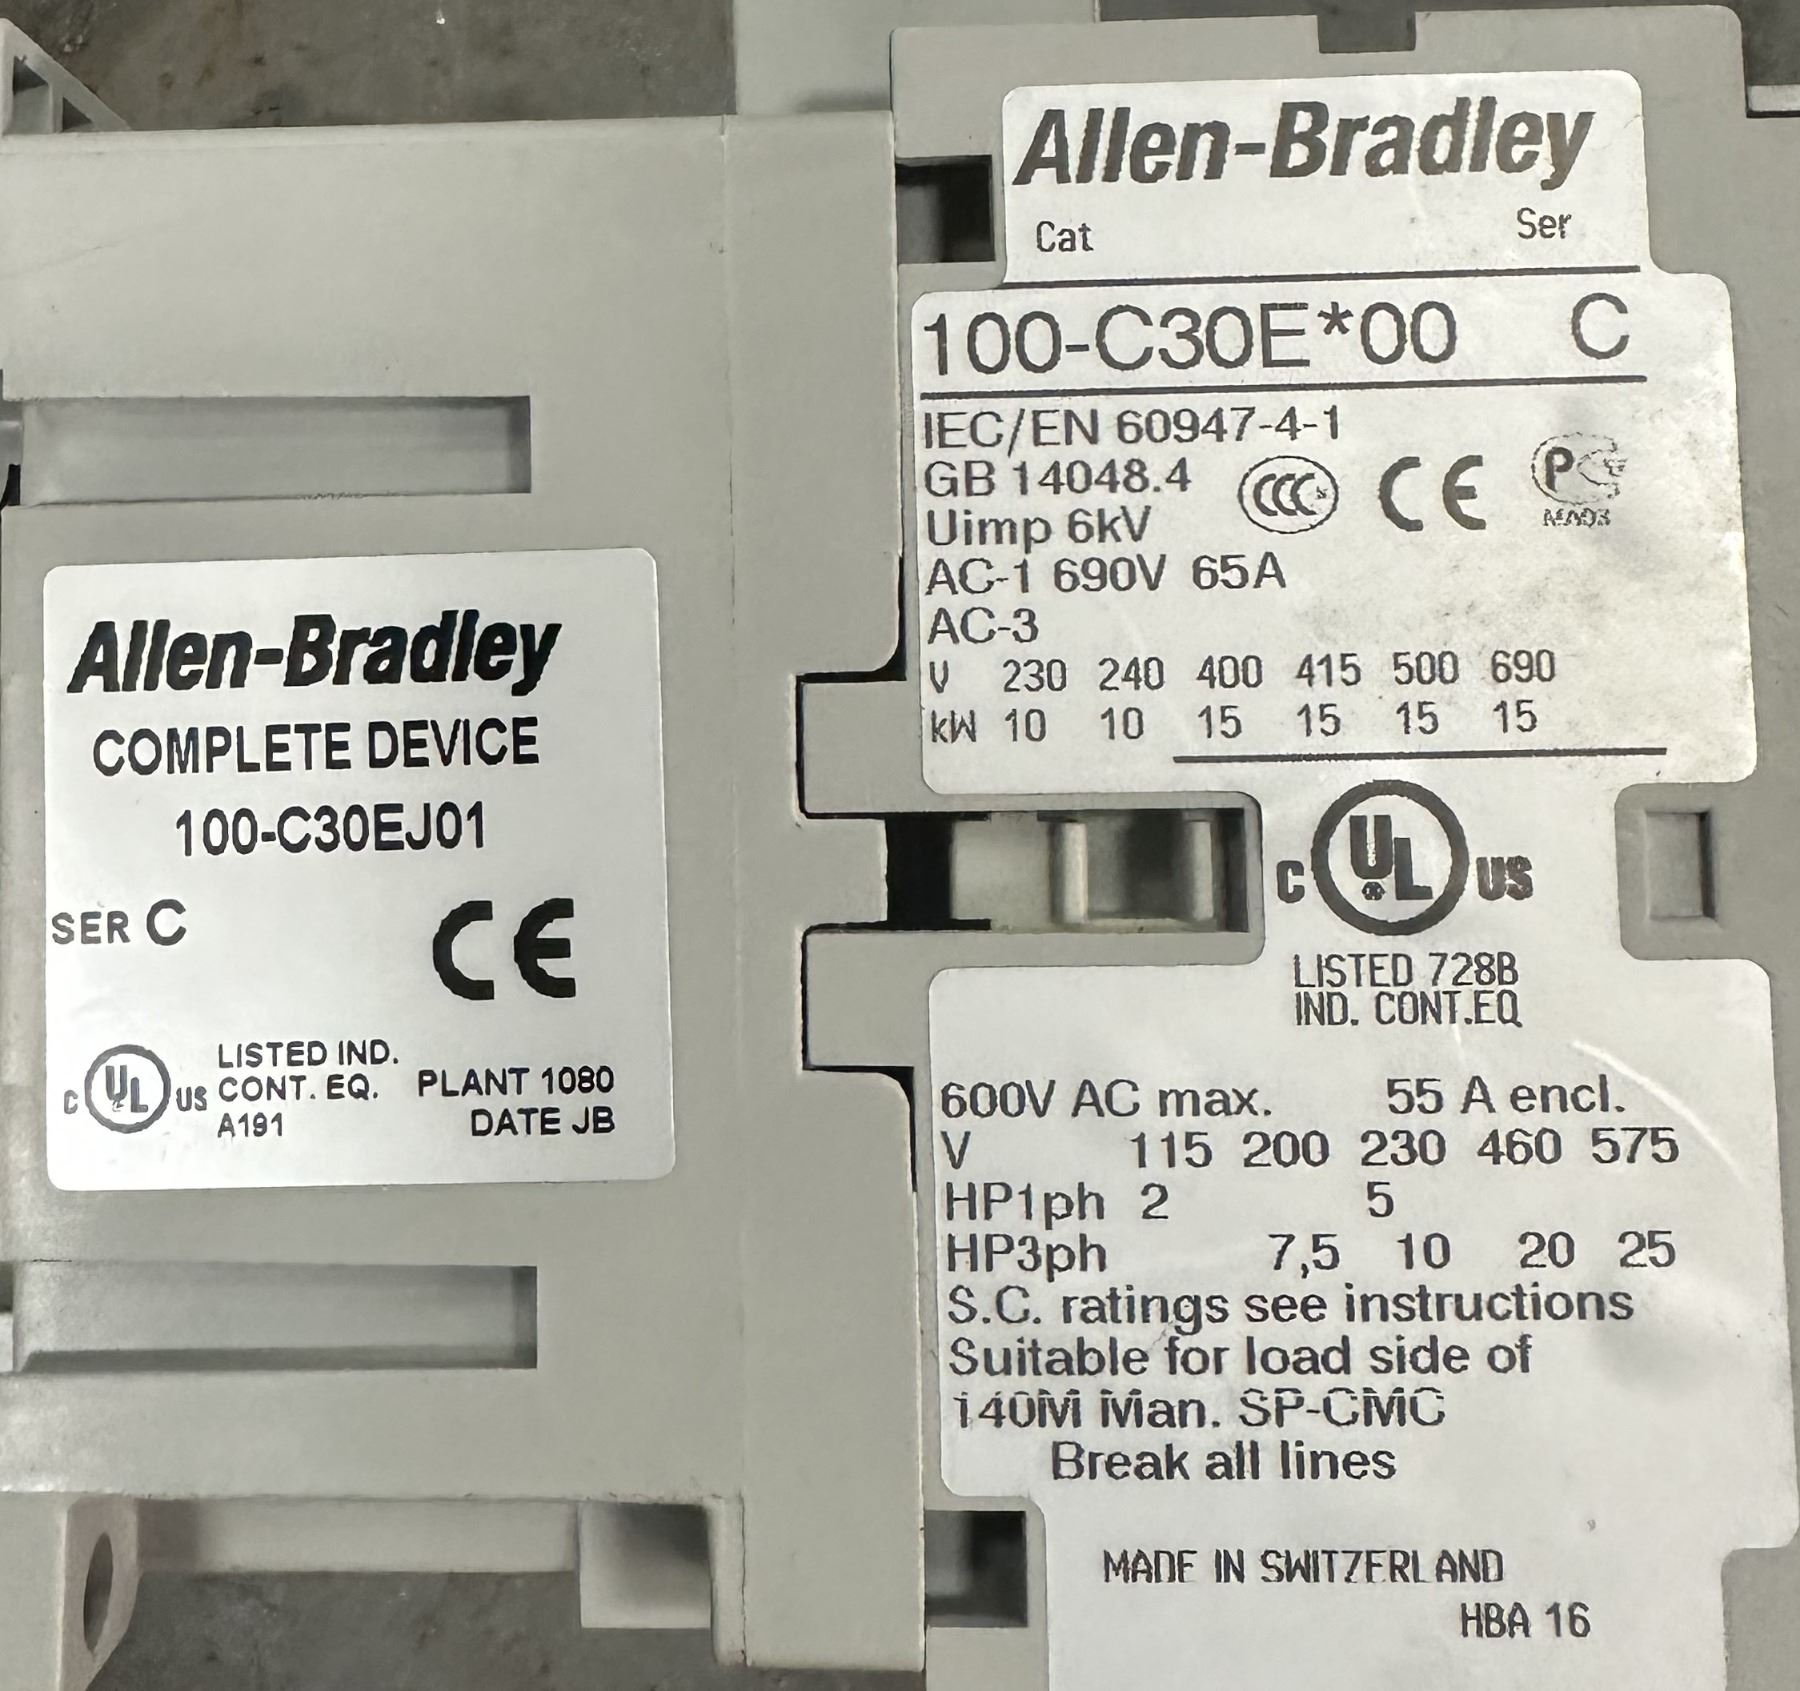 Allen-Bradley
COMPLETE DEVICE
100-C30EJ01
SER C
CE
C UL US
LISTED IND.
CONT. EQ.
A191
PLANT 1080
DATE JB
Allen-Bradley
Cat Ser
100-C30E*00 C
IEC/EN 60947-4-1
GB 14048.4
CCC CE
Uimp 6kV
AC-1 690V 65A
AC-3
V 230 240 400 415 500 690
kW 10 10 15 15 15 15
C UL US
LISTED 728B
IND. CONT.EQ
600V AC max. 55 A encl.
V 115 200 230 460 575
HP1ph 2 5
HP3ph 7,5 10 20 25
S.C. ratings see instructions
Suitable for load side of
140M Man. SP-CMC
Break all lines
MADE IN SWITZERLAND
HBA 16